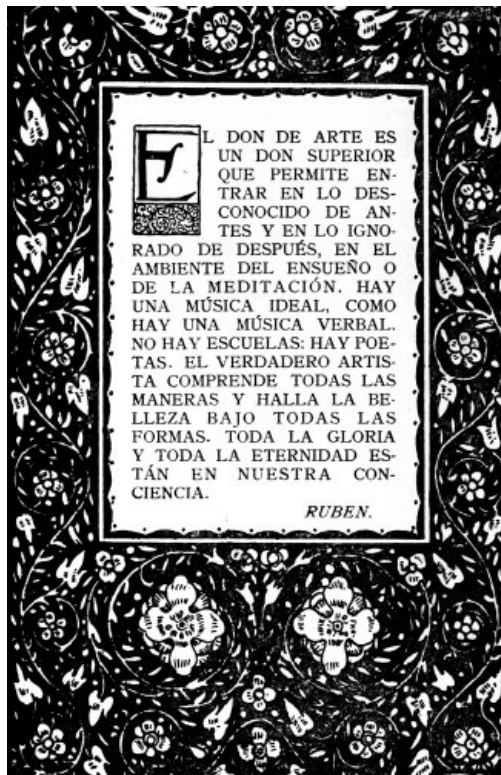 EL DON DE ARTE ES
UN DON SUPERIOR
QUE PERMITE EN-
TRAR EN LO DES-
CONOCIDO DE AN-
TES Y EN LO IGNO-
RADO DE DESPUÉS, EN EL
AMBIENTE DEL ENSUEÑO O
DE LA MEDITACIÓN. HAY
UNA MÚSICA IDEAL, COMO
HAY UNA MÚSICA VERBAL.
NO HAY ESCUELAS: HAY POE-
TAS. EL VERDADERO ARTIS-
TA COMPRENDE TODAS LAS
MANERAS Y HALLA LA BE-
LLEZA BAJO TODAS LAS
FORMAS. TODA LA GLORIA
Y TODA LA ETERNIDAD ES-
TÁN EN NUESTRA CON-
CIENCIA.
RUBEN.